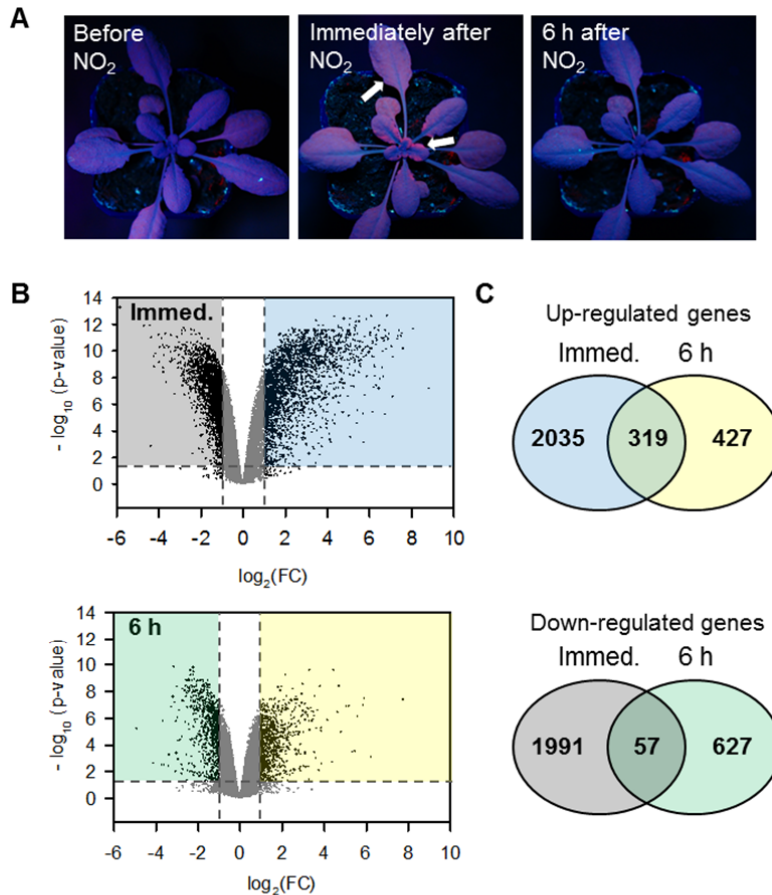 A
Before
NO₂
Immediately after
NO₂
6 h after
NO₂
B
Immed.
- log₁₀ (p-value)
14
12
10
8
6
4
2
0
-6 -4 -2 0 2 4 6 8 10
log₂(FC)
6 h
- log₁₀ (p-value)
14
12
10
8
6
4
2
0
-6 -4 -2 0 2 4 6 8 10
log₂(FC)
C
Up-regulated genes
Immed. 6 h
2035 319 427
Down-regulated genes
Immed. 6 h
1991 57 627